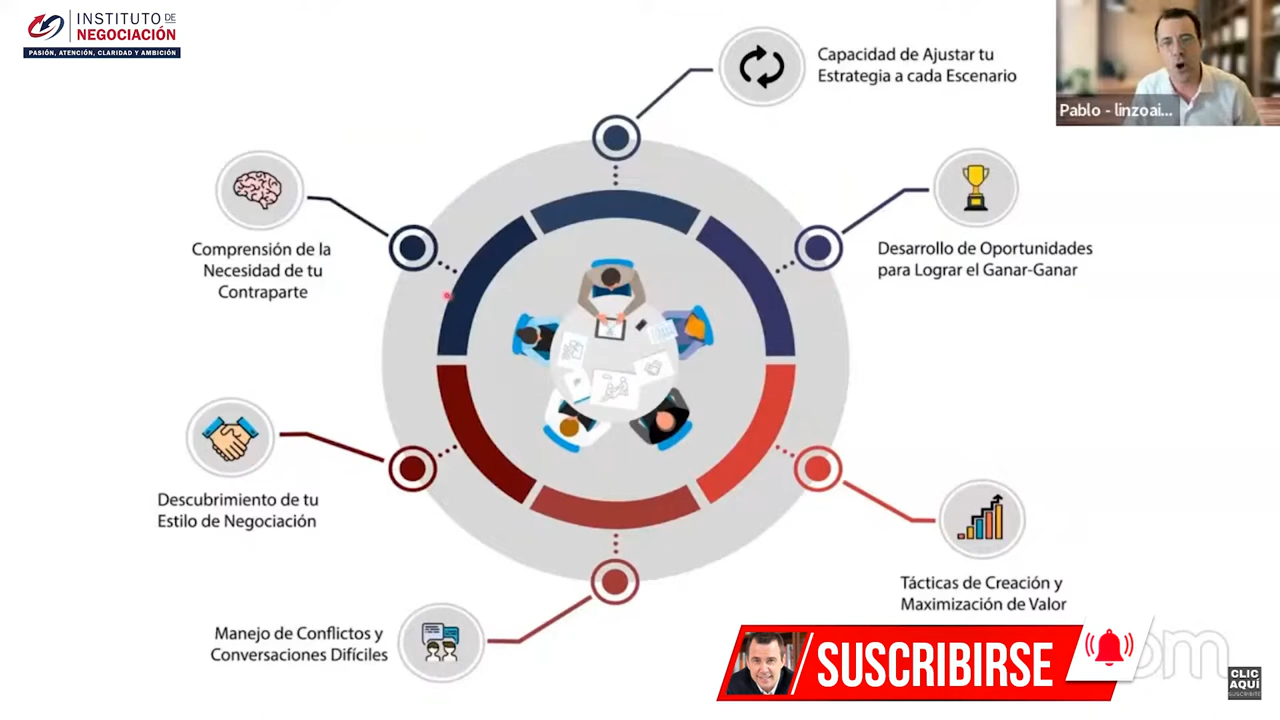 INSTITUTO DE
NEGOCIACIÓN
PASIÓN, ATENCIÓN, CLARIDAD Y AMBICIÓN
Capacidad de Ajustar tu
Estrategia a cada Escenario
Pablo - linzoai...
Comprensión de la
Necesidad de tu
Contraparte
Desarrollo de Oportunidades
para Lograr el Ganar-Ganar
Descubrimiento de tu
Estilo de Negociación
Tácticas de Creación y
Maximización de Valor
Manejo de Conflictos y
Conversaciones Difíciles
SUSCRIBIRSE
om
CLIC
AQUÍ
SUSCRIBITE